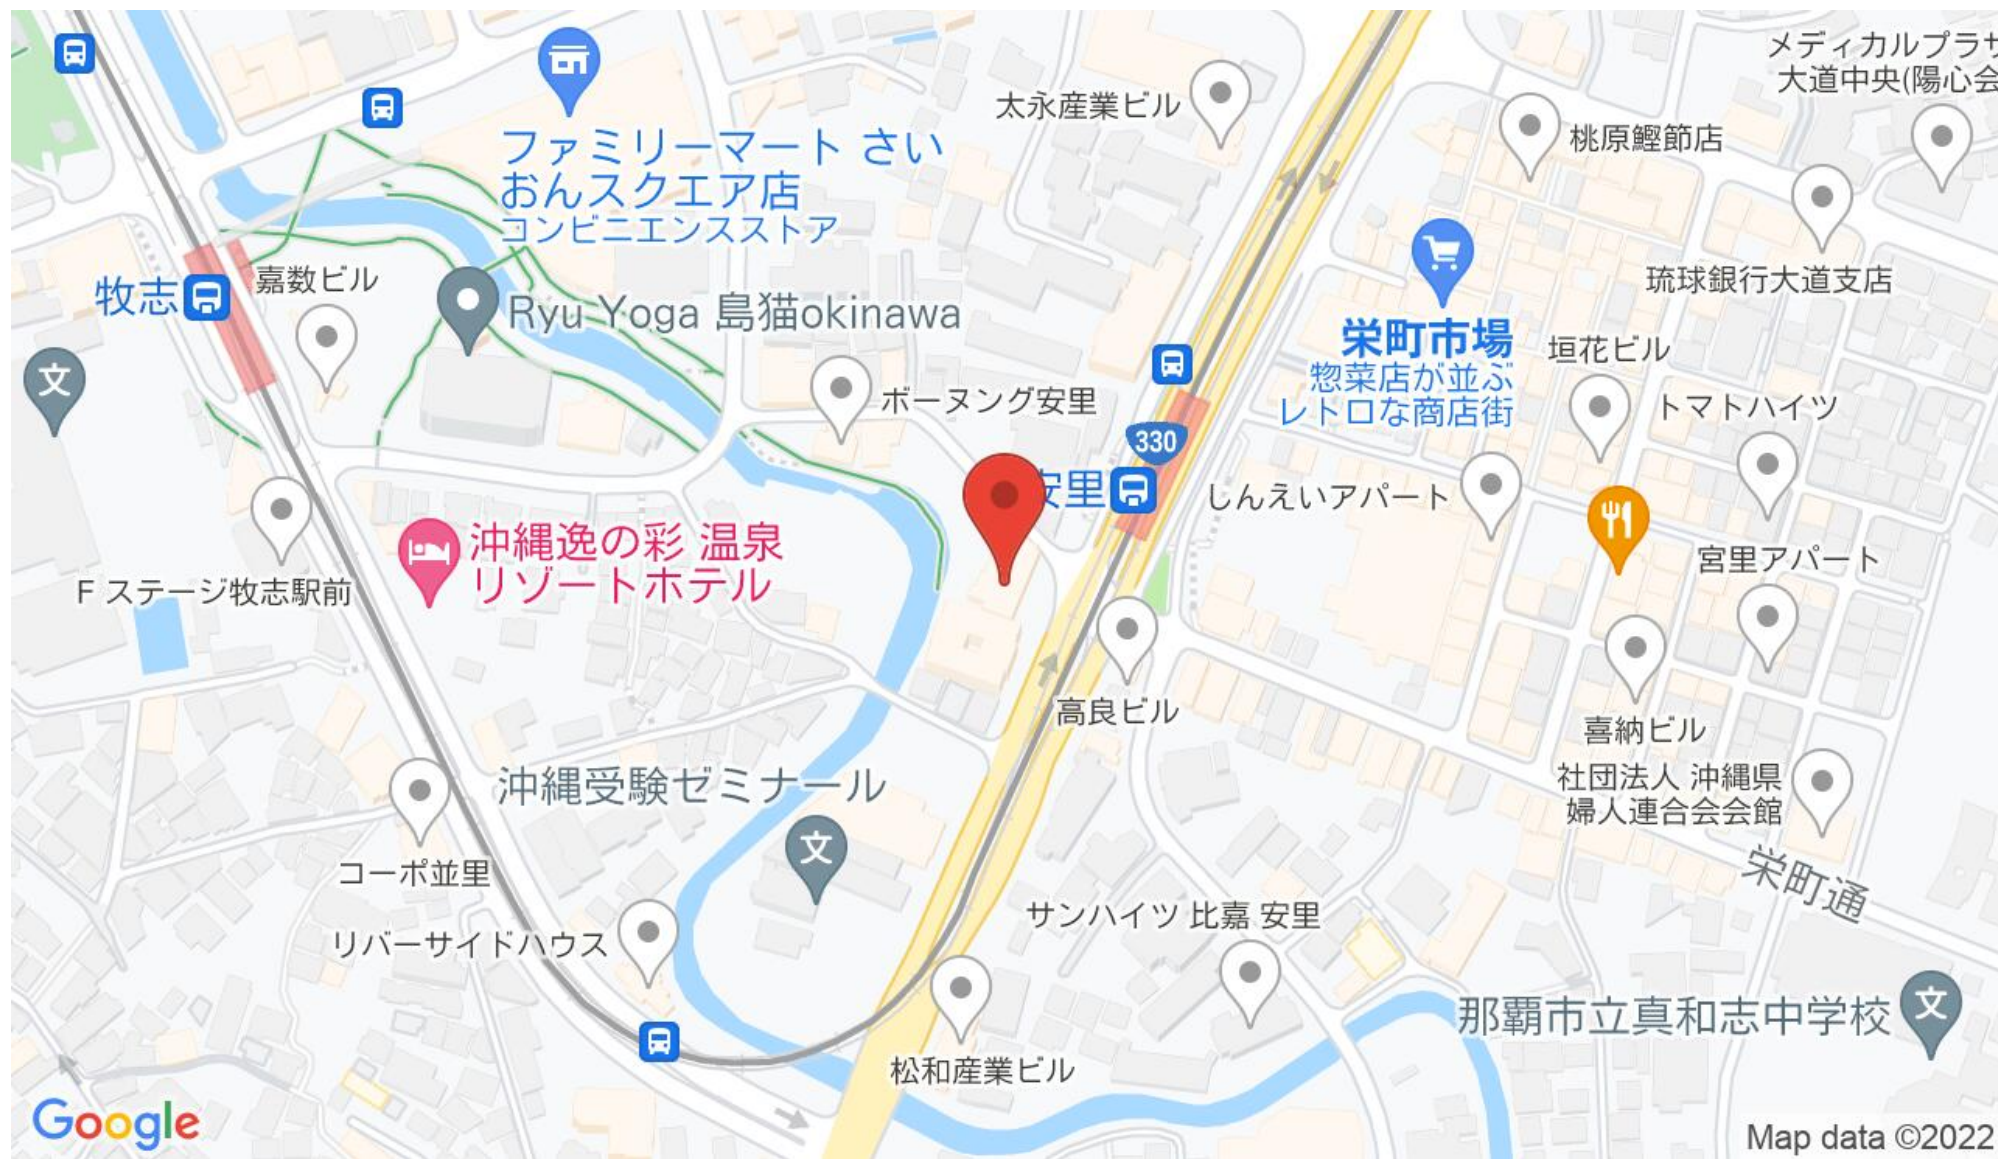 メディカルプラザ
大道中央(陽心会
太永産業ビル
桃原鰹節店
ファミリーマート さい
おんスクエア店
コンビニエンスストア
琉球銀行大道支店
牧志
嘉数ビル
Ryu Yoga 島猫okinawa
栄町市場
惣菜店が並ぶ
レトロな商店街
垣花ビル
文
ボーヌング安里
トマトハイツ
330
安里
しんえいアパート
沖縄逸の彩 温泉
リゾートホテル
宮里アパート
Fステージ牧志駅前
高良ビル
喜納ビル
沖縄受験ゼミナール
文
社団法人 沖縄県
婦人連合会会館
コーポ並里
栄町通
サンハイツ 比嘉 安里
リバーサイドハウス
那覇市立真和志中学校
文
松和産業ビル
Google
Map data ©2022